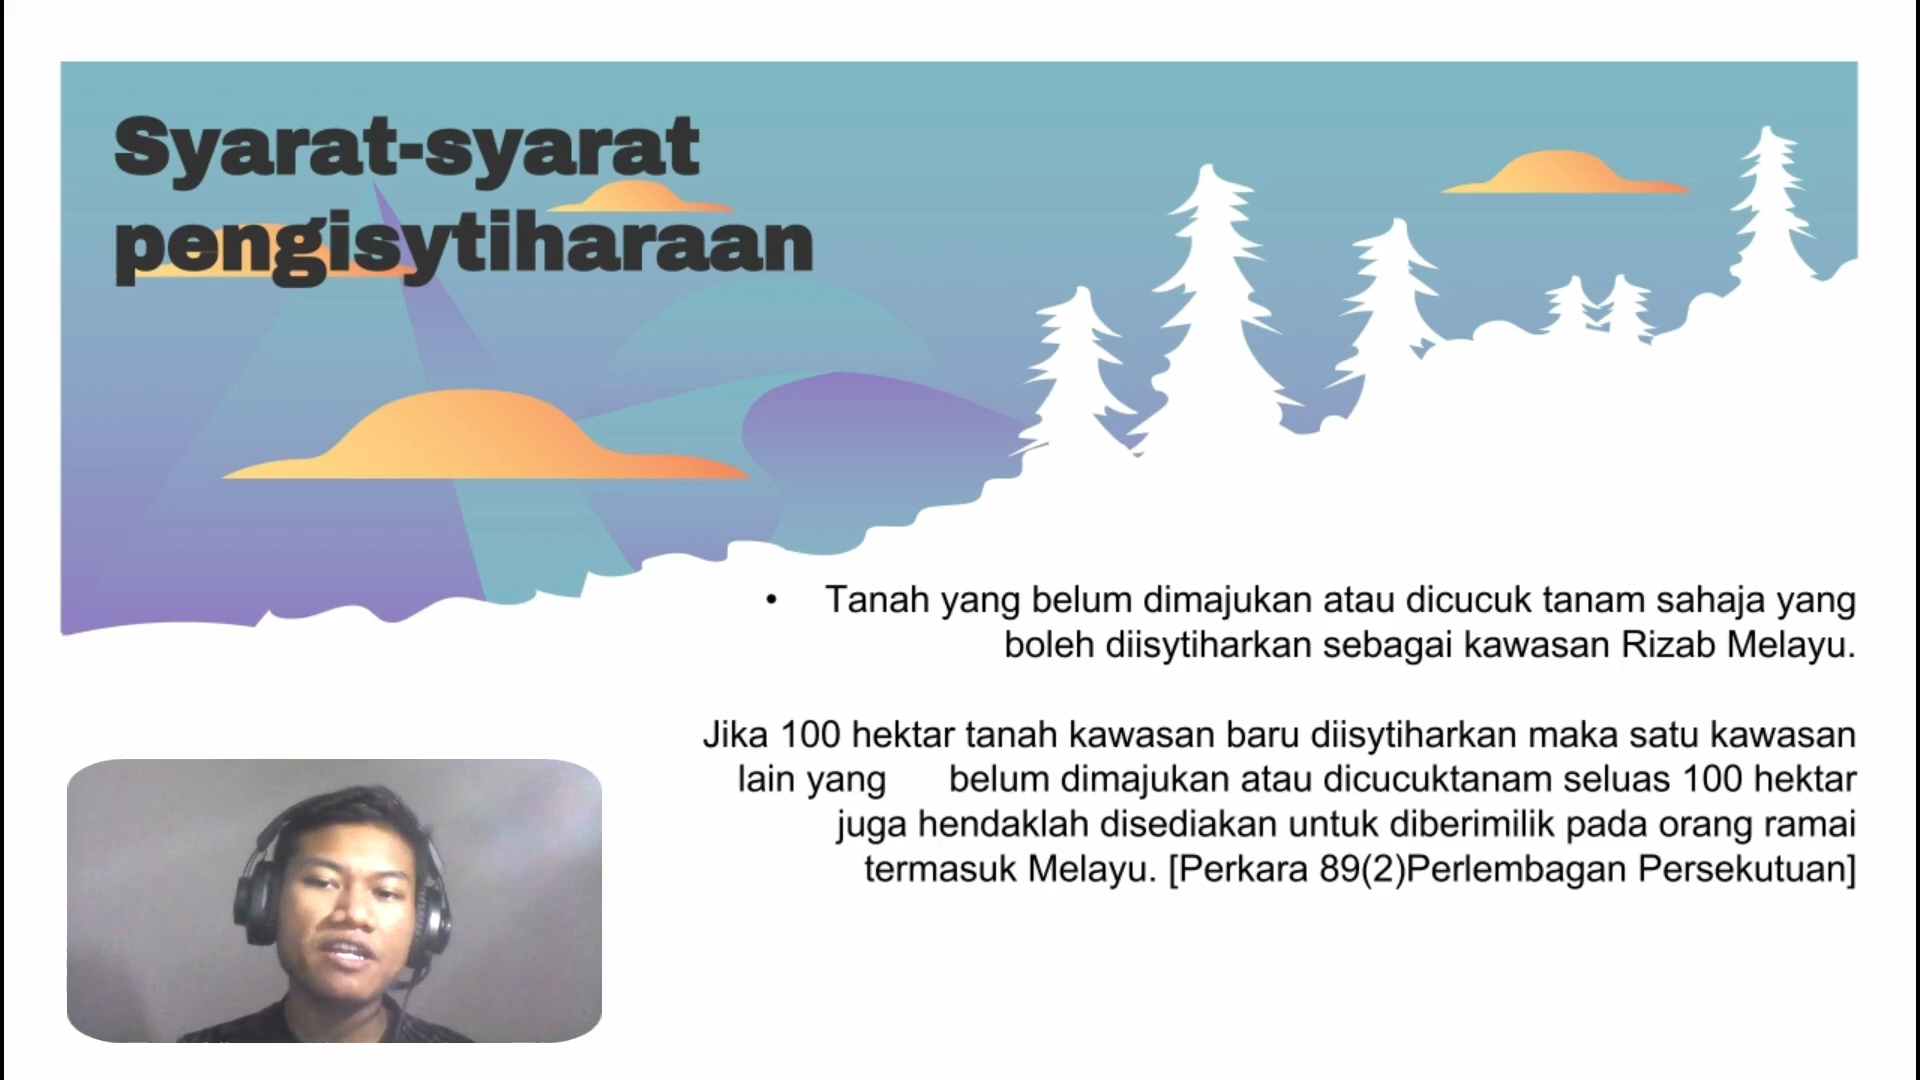 Syarat-syarat
pengisytiharaan
• Tanah yang belum dimajukan atau dicucuk tanam sahaja yang
boleh diisytiharkan sebagai kawasan Rizab Melayu.
Jika 100 hektar tanah kawasan baru diisytiharkan maka satu kawasan
lain yang belum dimajukan atau dicucuktanam seluas 100 hektar
juga hendaklah disediakan untuk diberimilik pada orang ramai
termasuk Melayu. [Perkara 89(2)Perlembagan Persekutuan]